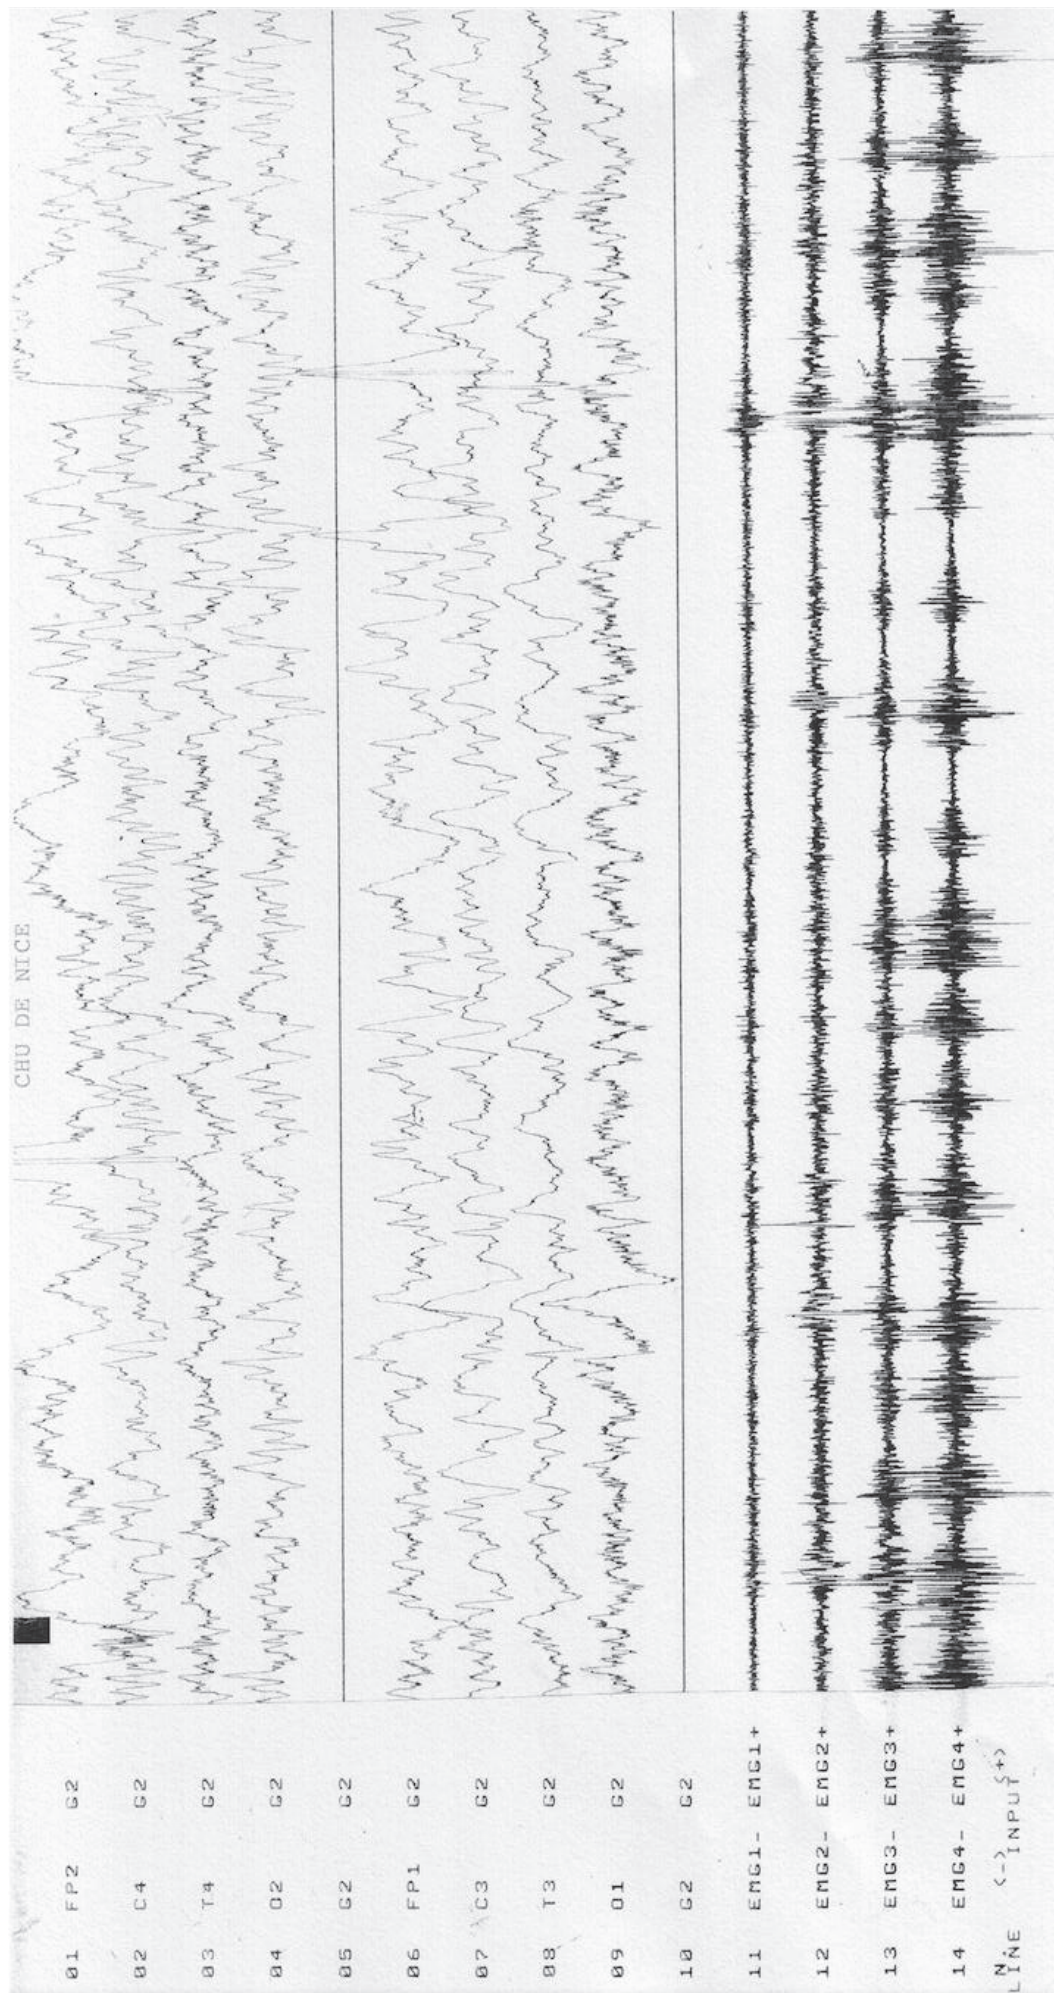 CHU DE NICE
01 FP2 G2
02 C4 G2
03 T4 G2
04 O2 G2
05 G2
06 FP1 G2
07 C3 G2
08 T3 G2
09 O1 G2
10 G2
11 EMG1- EMG1+
12 EMG2- EMG2+
13 EMG3- EMG3+
14 EMG4- EMG4+
N. <-> <+>
LINE INPUT